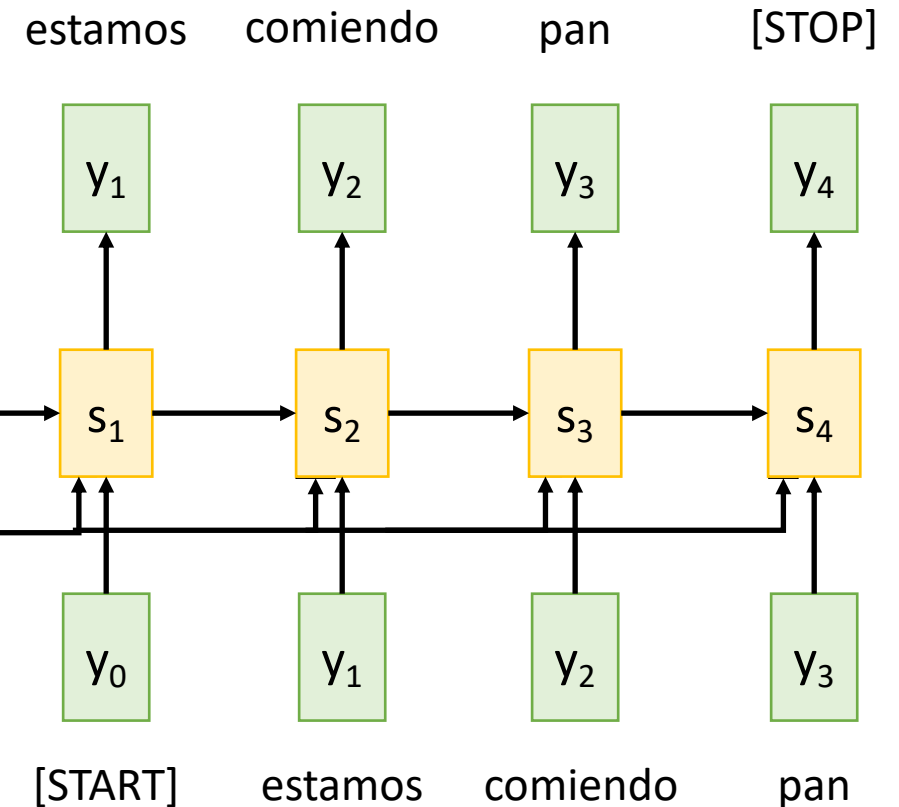 estamos comiendo pan [STOP]
y₁ y₂ y₃ y₄
s₁ s₂ s₃ s₄
y₀ y₁ y₂ y₃
[START] estamos comiendo pan